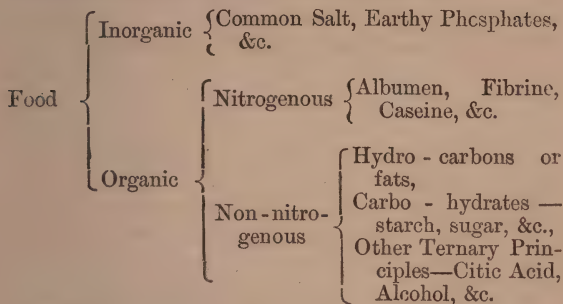 Food
Inorganic
Common Salt, Earthy Phosphates,
&c.
Organic
Nitrogenous
Albumen, Fibrine,
Caseine, &c.
Non-nitro-
genous
Hydro - carbons or
fats,
Carbo - hydrates —
starch, sugar, &c.,
Other Ternary Prin-
ciples—Citic Acid,
Alcohol, &c.